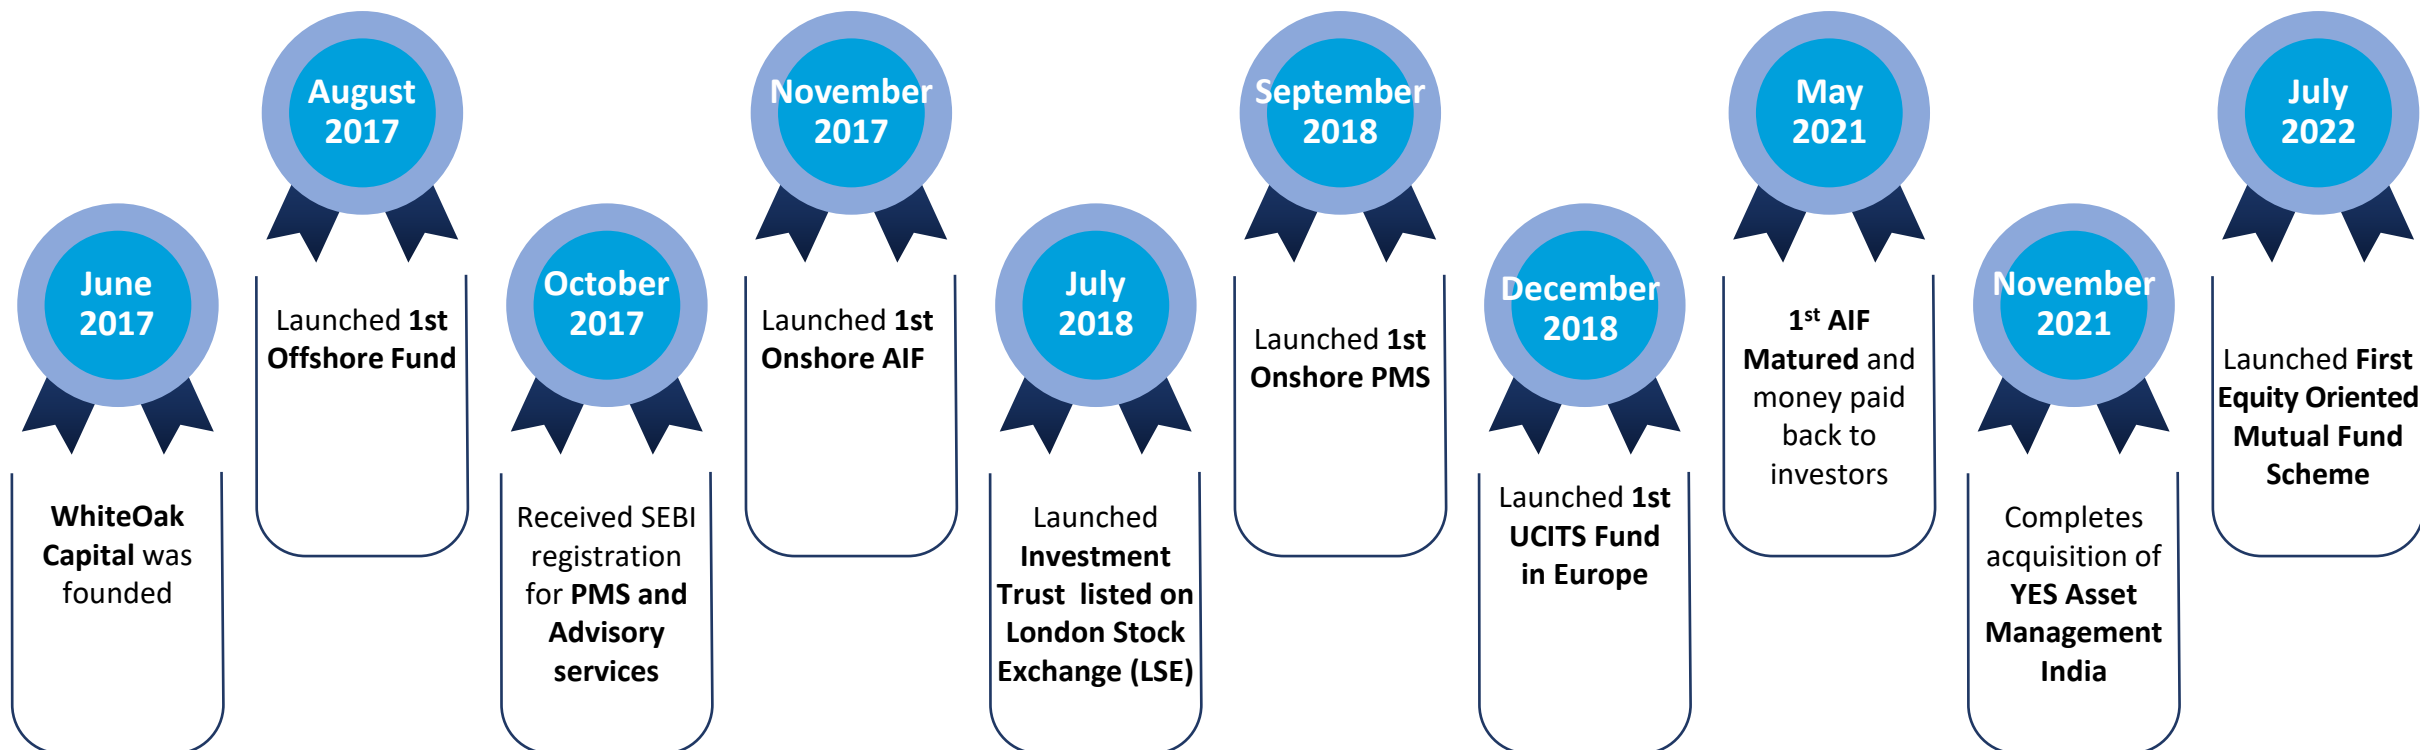 June
2017
WhiteOak
Capital was
founded
August
2017
Launched 1st
Offshore Fund
October
2017
Received SEBI
registration
for PMS and
Advisory
services
November
2017
Launched 1st
Onshore AIF
July
2018
Launched
Investment
Trust listed on
London Stock
Exchange (LSE)
September
2018
Launched 1st
Onshore PMS
December
2018
Launched 1st
UCITS Fund
in Europe
May
2021
1st AIF
Matured and
money paid
back to
investors
November
2021
Completes
acquisition of
YES Asset
Management
India
July
2022
Launched First
Equity Oriented
Mutual Fund
Scheme